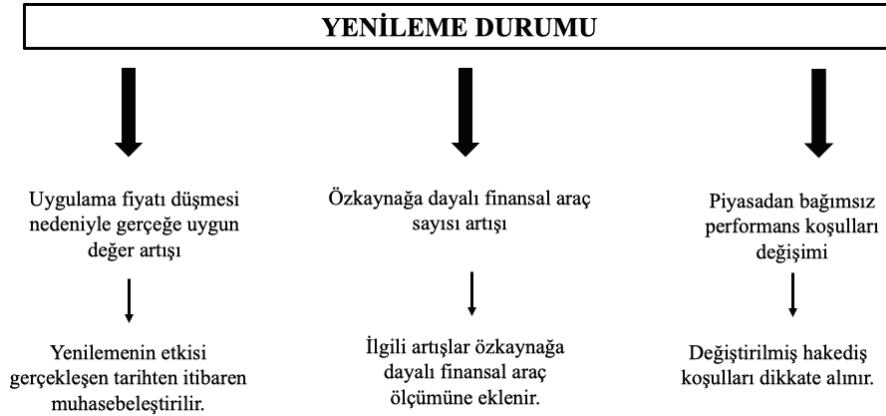 YENİLEME DURUMU
Uygulama fiyatı düşmesi
nedeniyle gerçeğe uygun
değer artışı
Yenilemenin etkisi
gerçekleşen tarihten itibaren
muhasebeleştirilir.
Özkaynağa dayalı finansal araç
sayısı artışı
İlgili artışlar özkaynağa
dayalı finansal araç
ölçümüne eklenir.
Piyasadan bağımsız
performans koşulları
değişimi
Değiştirilmiş hakediş
koşulları dikkate alınır.